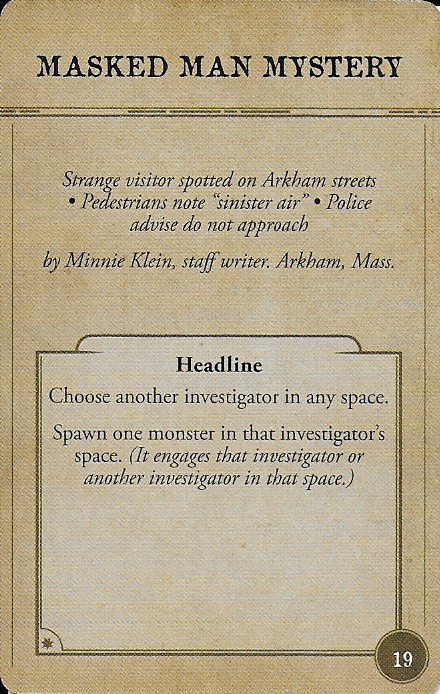 MASKED MAN MYSTERY
Strange visitor spotted on Arkham streets
• Pedestrians note “sinister air” • Police
advise do not approach
by Minnie Klein, staff writer. Arkham, Mass.
Headline
Choose another investigator in any space.
Spawn one monster in that investigator’s
space. (It engages that investigator or
another investigator in that space.)
19